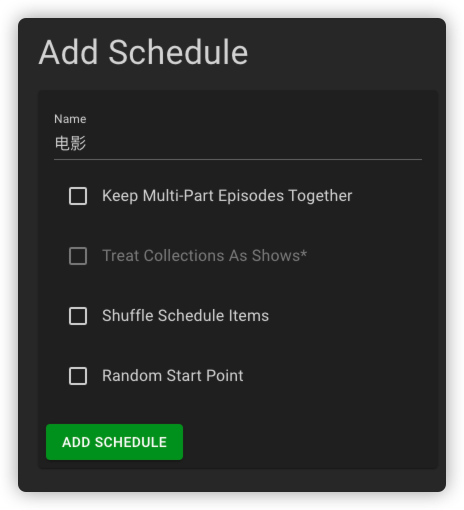 Add Schedule
Name
电影
Keep Multi-Part Episodes Together
Treat Collections As Shows*
Shuffle Schedule Items
Random Start Point
ADD SCHEDULE